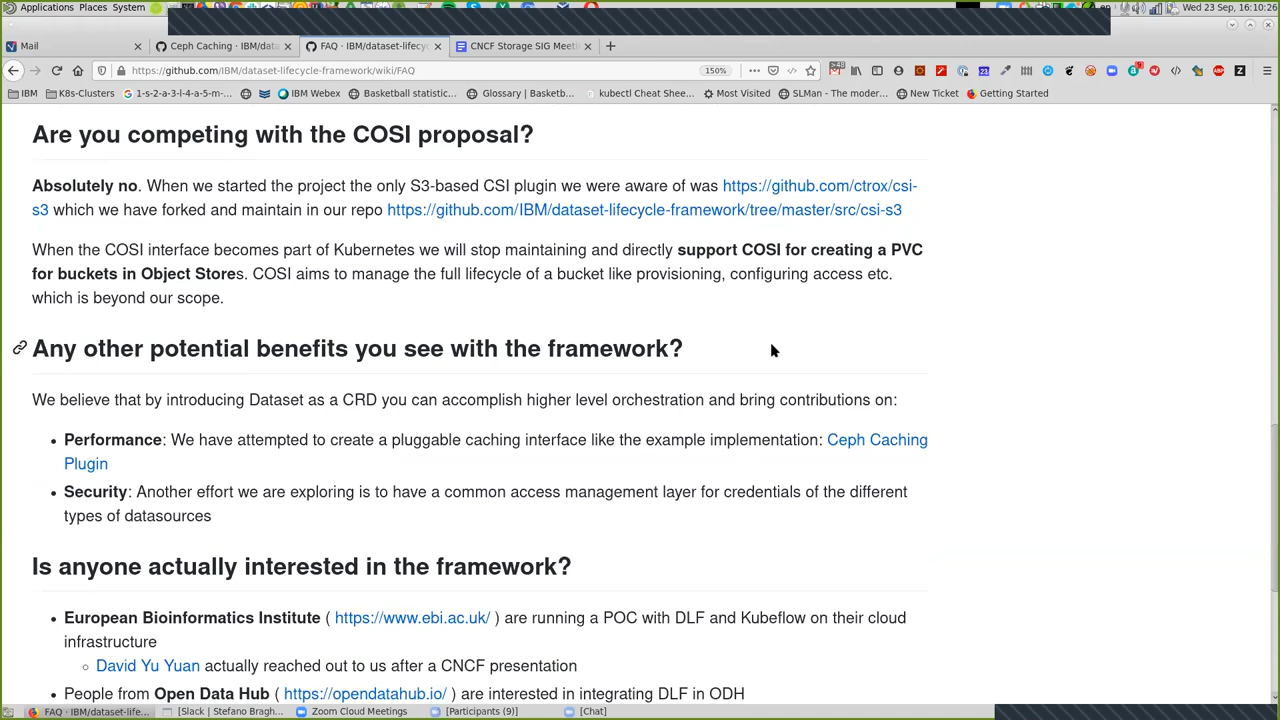 Applications Places System
Wed 23 Sep, 16:10:26
Mail
Ceph Caching · IBM/data
FAQ · IBM/dataset-lifecyc
CNCF Storage SIG Meeti
https://github.com/IBM/dataset-lifecycle-framework/wiki/FAQ
150%
IBM
K8s-Clusters
1-s-2-a-3-l-4-a-5-m-...
IBM Webex
Basketball statistic...
Glossary | Basketb...
kubectl Cheat Shee...
Most Visited
SLMan - The moder...
New Ticket
Getting Started
Are you competing with the COSI proposal?
Absolutely no. When we started the project the only S3-based CSI plugin we were aware of was https://github.com/ctrox/csi-
s3 which we have forked and maintain in our repo https://github.com/IBM/dataset-lifecycle-framework/tree/master/src/csi-s3
When the COSI interface becomes part of Kubernetes we will stop maintaining and directly support COSI for creating a PVC
for buckets in Object Stores. COSI aims to manage the full lifecycle of a bucket like provisioning, configuring access etc.
which is beyond our scope.
Any other potential benefits you see with the framework?
We believe that by introducing Dataset as a CRD you can accomplish higher level orchestration and bring contributions on:
• Performance: We have attempted to create a pluggable caching interface like the example implementation: Ceph Caching
Plugin
• Security: Another effort we are exploring is to have a common access management layer for credentials of the different
types of datasources
Is anyone actually interested in the framework?
• European Bioinformatics Institute ( https://www.ebi.ac.uk/ ) are running a POC with DLF and Kubeflow on their cloud
infrastructure
◦ David Yu Yuan actually reached out to us after a CNCF presentation
• People from Open Data Hub ( https://opendatahub.io/ ) are interested in integrating DLF in ODH
FAQ · IBM/dataset-life...
[Slack | Stefano Bragh...
Zoom Cloud Meetings
[Participants (9)]
[Chat]